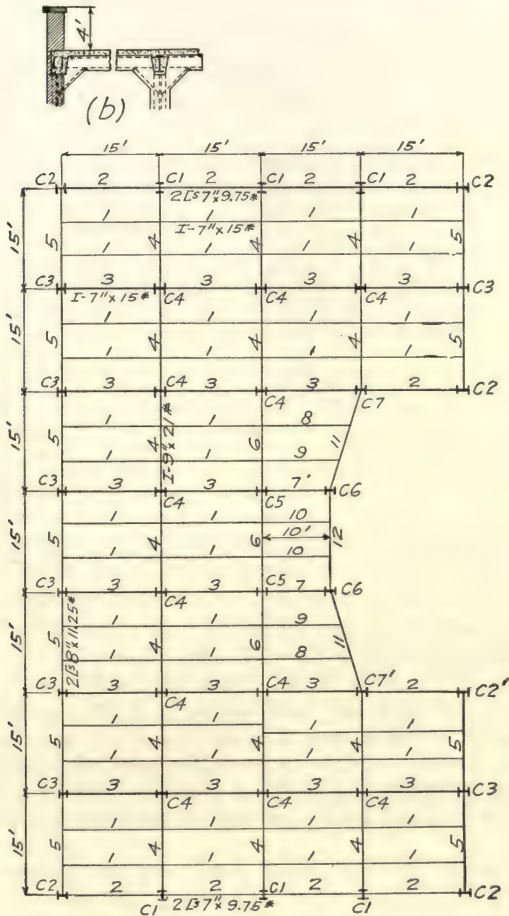 4'
(b)
15' 15' 15' 15'
C2 2 C1 2 C1 2 C1 2 C2
2[s 7"x9.75#
1 1 1 1
I-7"x15#
15' 5 4 4 4 5
1 1 1 1
C3 3 3 3 3 C3
I-7"x15# C4 C4 C4
1 1 1 1
15' 5 4 4 4 5
1 1 1 1
C3 3 C4 3 3 2 C2
C4 C7
1 1 8
15' 5 4 I-9"x21# 6 11
1 1 9
C3 3 3 7' C6
C4 C5
1 1 10
15' 5 4 6 10' 12
1 1 10
C3 3 3 C5 7 C6
C4
1 1 9
15' 5 2[s 8"x11.25# 4 6 11
1 1 8
C3 3 3 C4 3 C7' 2 C2'
C4
1 1 1 1
15' 5 4 4 4 5
1 1 1 1
C3 3 3 3 3 C3
C4 C4 C4
1 1 1 1
15' 5 4 4 4 5
1 1 1 1
C2 2 2 C1 2 2 C2
C1 2[s 7"x9.75# C1